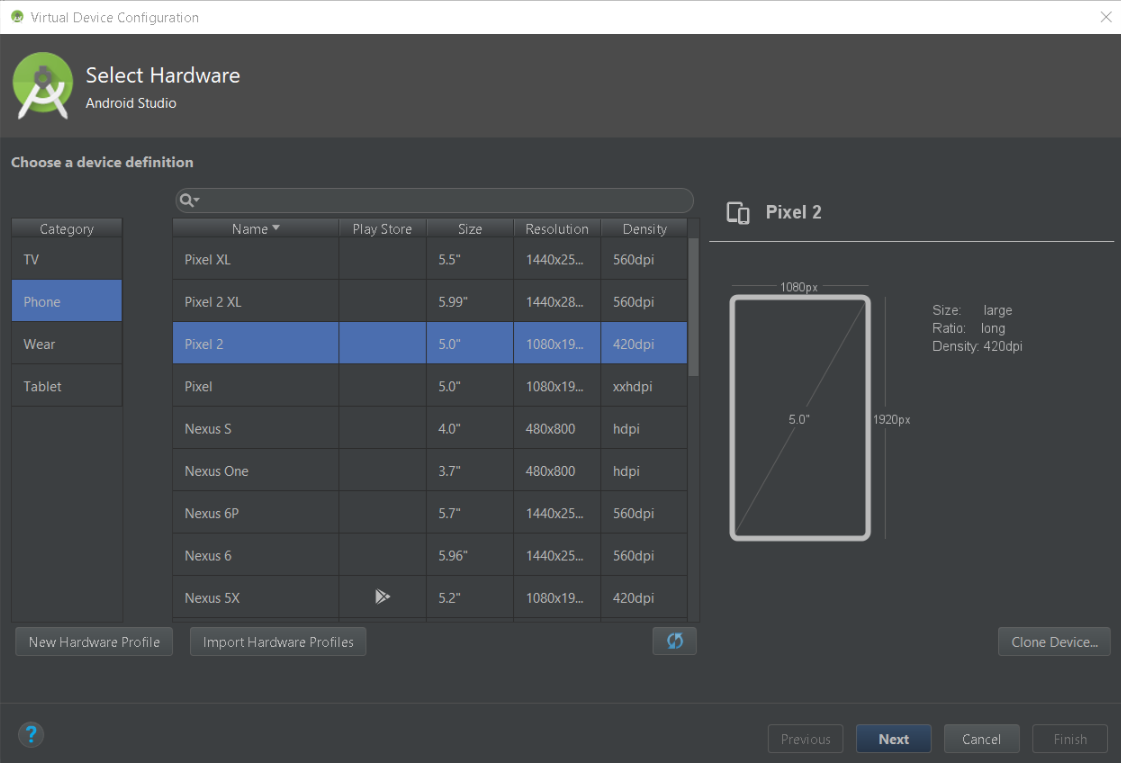 Virtual Device Configuration
Select Hardware
Android Studio
Choose a device definition
Category
TV
Phone
Wear
Tablet
Name Play Store Size Resolution Density
Pixel XL 5.5" 1440x25... 560dpi
Pixel 2 XL 5.99" 1440x28... 560dpi
Pixel 2 5.0" 1080x19... 420dpi
Pixel 5.0" 1080x19... xxhdpi
Nexus S 4.0" 480x800 hdpi
Nexus One 3.7" 480x800 hdpi
Nexus 6P 5.7" 1440x25... 560dpi
Nexus 6 5.96" 1440x25... 560dpi
Nexus 5X 5.2" 1080x19... 420dpi
Pixel 2
1080px
5.0"
1920px
Size: large
Ratio: long
Density: 420dpi
New Hardware Profile Import Hardware Profiles Clone Device...
? Previous Next Cancel Finish